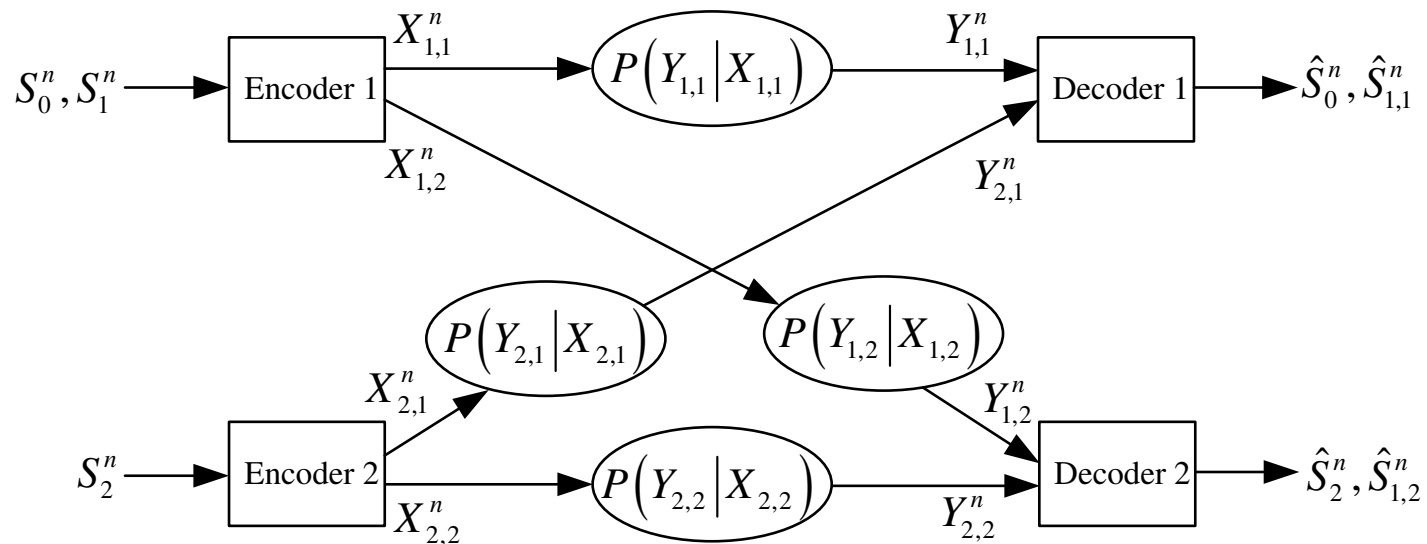 X_{1,1}^n
Y_{1,1}^n
S_0^n, S_1^n
Encoder 1
P(Y_{1,1}|X_{1,1})
Decoder 1
Ŝ_0^n, Ŝ_{1,1}^n
X_{1,2}^n
Y_{2,1}^n
P(Y_{2,1}|X_{2,1})
P(Y_{1,2}|X_{1,2})
X_{2,1}^n
Y_{1,2}^n
S_2^n
Encoder 2
P(Y_{2,2}|X_{2,2})
Decoder 2
Ŝ_2^n, Ŝ_{1,2}^n
X_{2,2}^n
Y_{2,2}^n